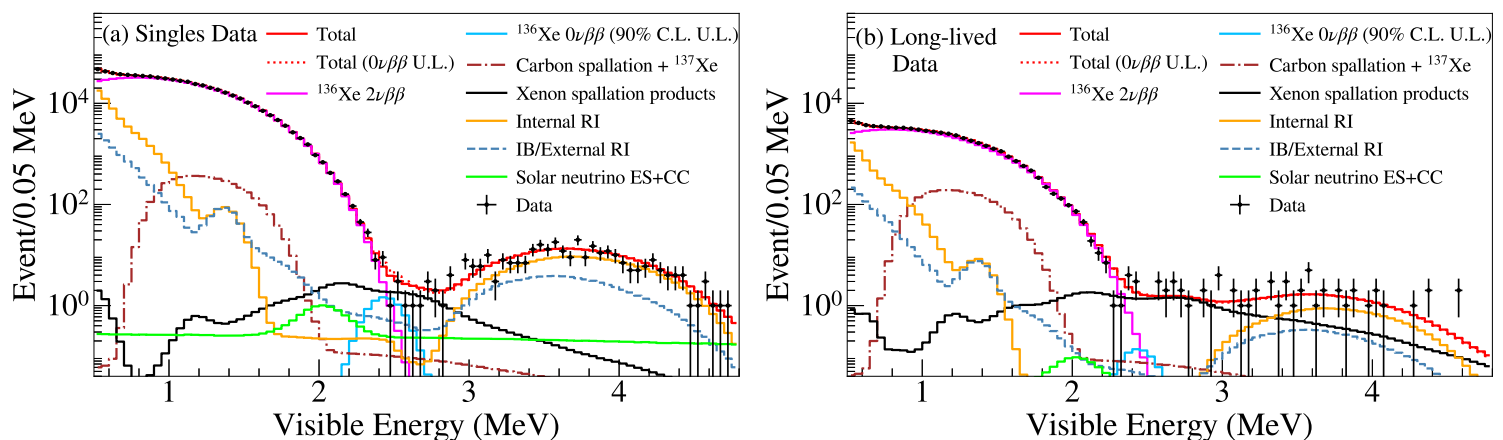 (a) Singles Data
Total
Total (0νββ U.L.)
¹³⁶Xe 2νββ
¹³⁶Xe 0νββ (90% C.L. U.L.)
Carbon spallation + ¹³⁷Xe
Xenon spallation products
Internal RI
IB/External RI
Solar neutrino ES+CC
Data
Event/0.05 MeV
10⁴
10²
10⁰
1 2 3 4
Visible Energy (MeV)
(b) Long-lived
Data
Total
Total (0νββ U.L.)
¹³⁶Xe 2νββ
¹³⁶Xe 0νββ (90% C.L. U.L.)
Carbon spallation + ¹³⁷Xe
Xenon spallation products
Internal RI
IB/External RI
Solar neutrino ES+CC
Data
Event/0.05 MeV
10⁴
10²
10⁰
1 2 3 4
Visible Energy (MeV)